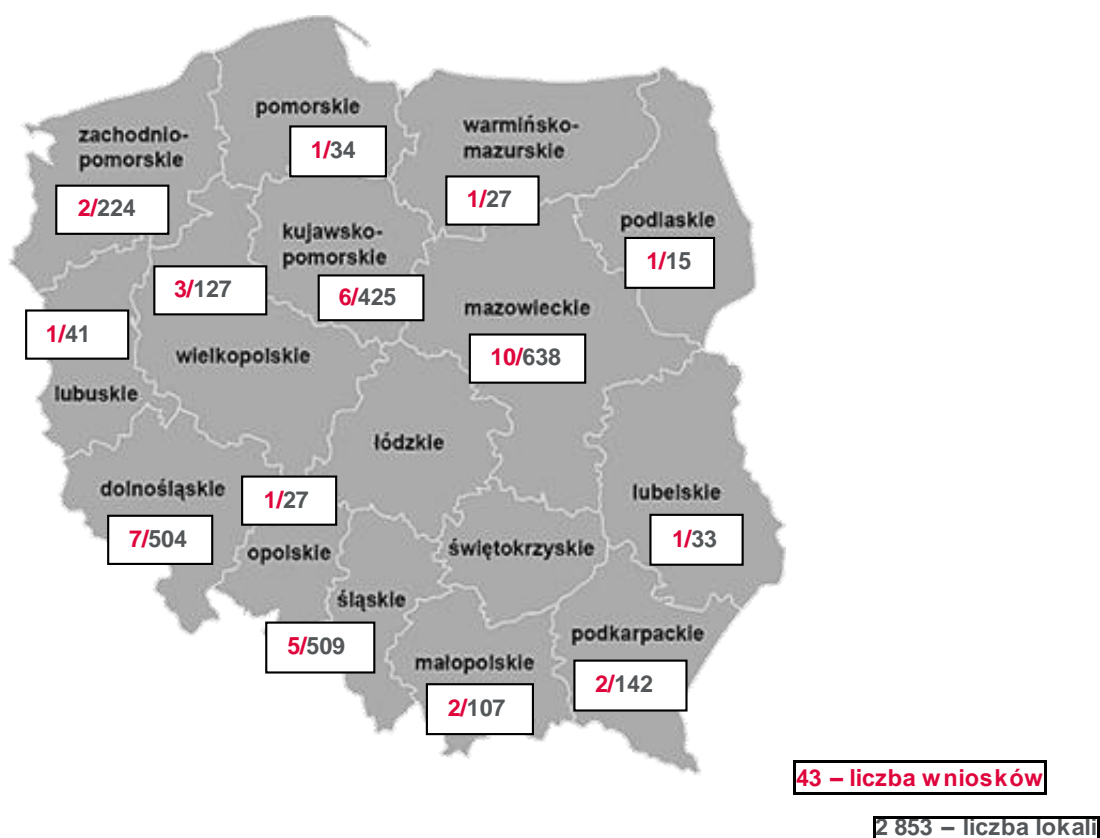 pomorskie
1/34
zachodnio-
pomorskie
2/224
warmińsko-
mazurskie
1/27
podlaskie
1/15
kujawsko-
pomorskie
6/425
3/127
wielkopolskie
mazowieckie
10/638
1/41
lubuskie
łódzkie
dolnośląskie
7/504
1/27
opolskie
lubelskie
1/33
świętokrzyskie
śląskie
5/509
małopolskie
2/107
podkarpackie
2/142
43 – liczba wniosków
2 853 – liczba lokali